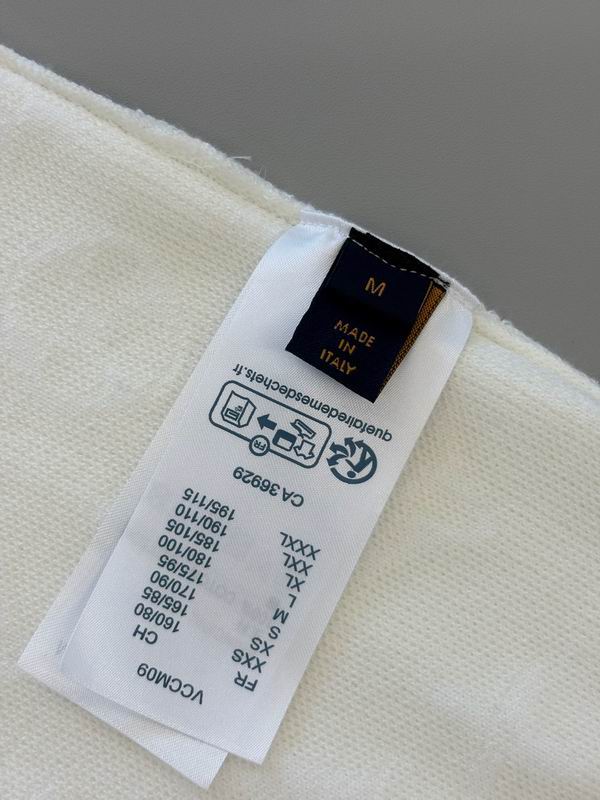 M
MADE
IN
ITALY
VCCM09
FR CH
XXS 160/80
XS 165/85
S 170/90
M 175/95
L 180/100
XL 185/105
XXL 190/110
XXXL 195/115
CA 36929
FR
quefairedemesdechets.fr